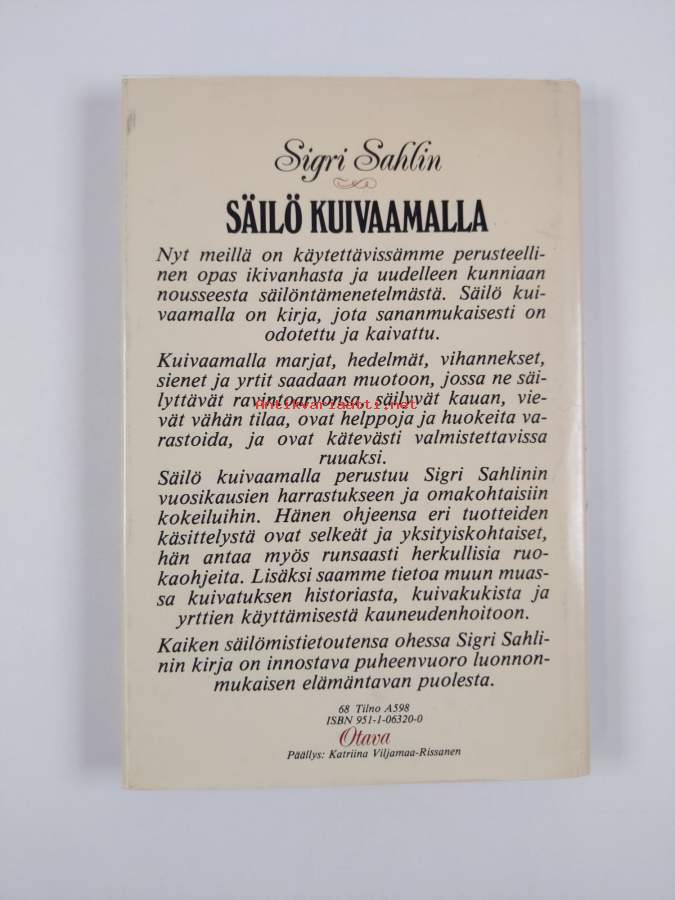 Sigri Sahlin
SÄILÖ KUIVAAMALLA
Nyt meillä on käytettävissämme perusteelli-
nen opas ikivanhasta ja uudelleen kunniaan
nousseesta säilöntämenetelmästä. Säilö kui-
vaamalla on kirja, jota sananmukaisesti on
odotettu ja kaivattu.
Kuivaamalla marjat, hedelmät, vihannekset,
sienet ja yrtit saadaan muotoon, jossa ne säi-
lyttävät ravintoarvonsa, säilyvät kauan, vie-
Antikvariaatti.net
vät vähän tilaa, ovat helppoja ja huokeita va-
rastoida, ja ovat kätevästi valmistettavissa
ruuaksi.
Säilö kuivaamalla perustuu Sigri Sahlinin
vuosikausien harrastukseen ja omakohtaisiin
kokeiluihin. Hänen ohjeensa eri tuotteiden
käsittelystä ovat selkeät ja yksityiskohtaiset,
hän antaa myös runsaasti herkullisia ruo-
kaohjeita. Lisäksi saamme tietoa muun muas-
sa kuivatuksen historiasta, kuivakukista ja
yrttien käyttämisestä kauneudenhoitoon.
Kaiken säilömistietoutensa ohessa Sigri Sahli-
nin kirja on innostava puheenvuoro luonnon-
mukaisen elämäntavan puolesta.
68 Tilno A598
ISBN 951-1-06320-0
Otava
Päällys: Katriina Viljamaa-Rissanen